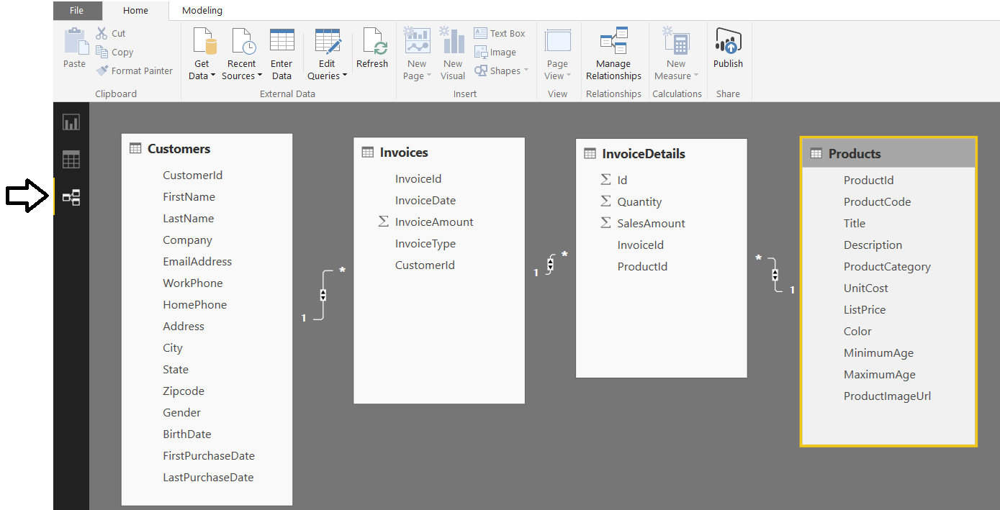 File Home Modeling
Paste
Cut
Copy
Format Painter
Clipboard
Get
Data
Recent
Sources
Enter
Data
Edit
Queries
Refresh
External Data
New
Page
New
Visual
Text Box
Image
Shapes
Insert
Page
View
View
Manage
Relationships
Relationships
New
Measure
Calculations
Publish
Share
Customers
CustomerId
FirstName
LastName
Company
EmailAddress
WorkPhone
HomePhone
Address
City
State
Zipcode
Gender
BirthDate
FirstPurchaseDate
LastPurchaseDate
1
*
Invoices
InvoiceId
InvoiceDate
∑ InvoiceAmount
InvoiceType
CustomerId
1
*
InvoiceDetails
∑ Id
∑ Quantity
∑ SalesAmount
InvoiceId
ProductId
*
1
Products
ProductId
ProductCode
Title
Description
ProductCategory
UnitCost
ListPrice
Color
MinimumAge
MaximumAge
ProductImageUrl